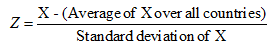 Z = X - (Average of X over all countries) / Standard deviation of X